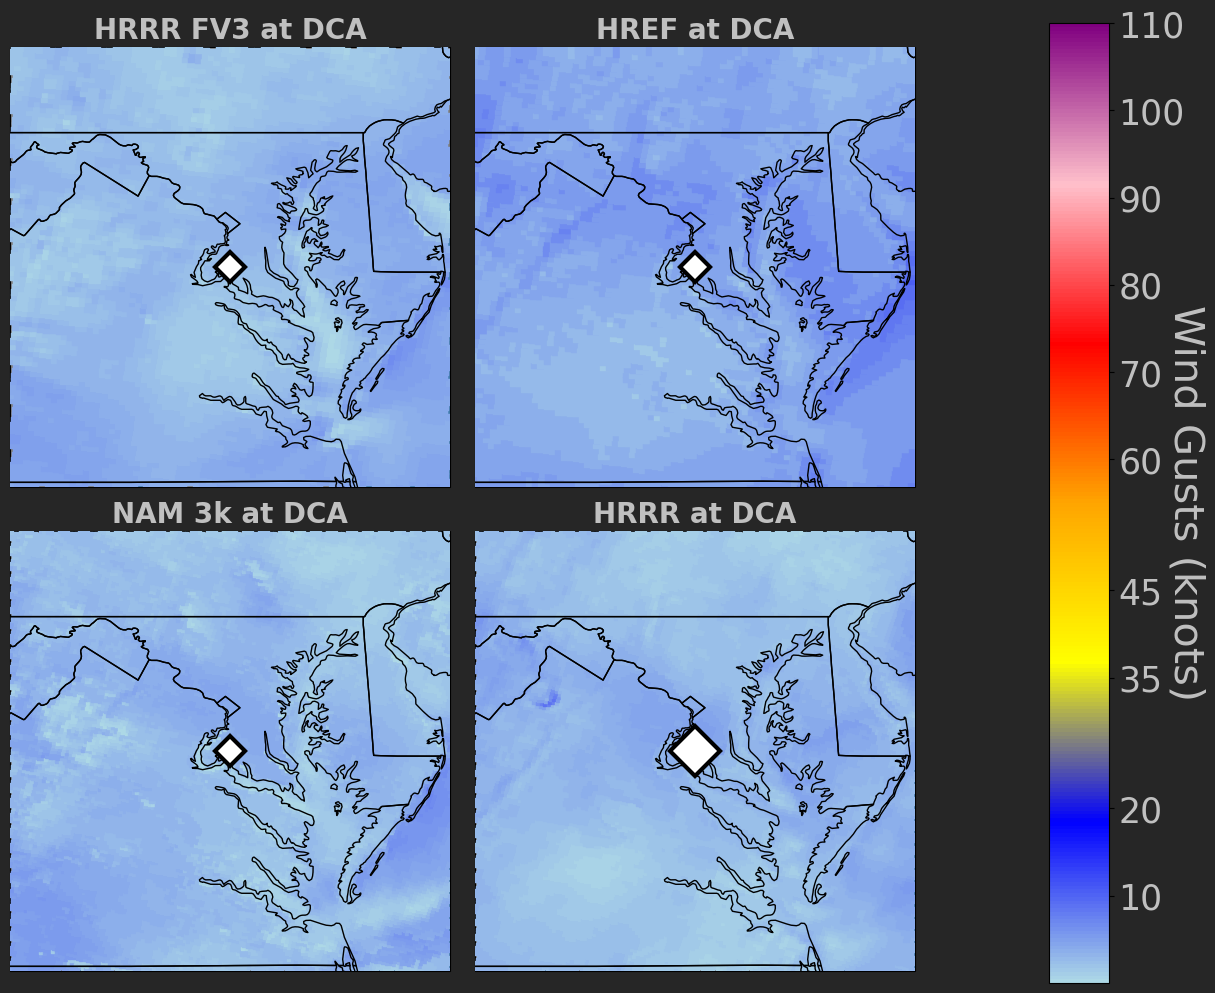 HRRR FV3 at DCA
HREF at DCA
NAM 3k at DCA
HRRR at DCA
110
100
90
80
70
60
45
35
20
10
Wind Gusts (knots)